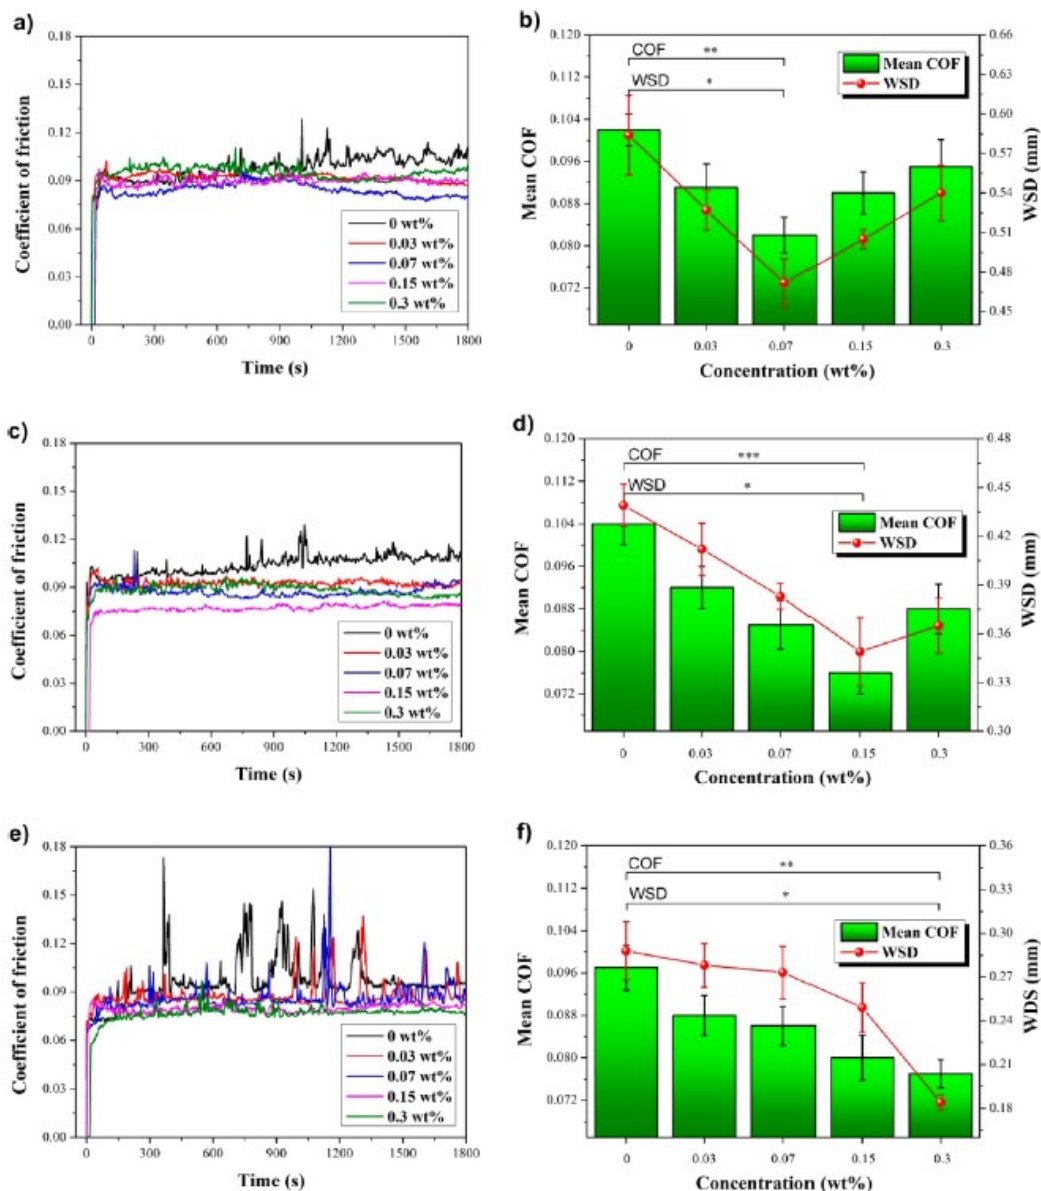 a)
0.18
0.15
0.12
0.09
0.06
0.03
0.00
Coefficient of friction
0 wt%
0.03 wt%
0.07 wt%
0.15 wt%
0.3 wt%
0 300 600 900 1200 1500 1800
Time (s)
b)
0.120
0.112
0.104
0.096
0.088
0.080
0.072
Mean COF
COF **
WSD *
Mean COF
WSD
0.66
0.63
0.60
0.57
0.54
0.51
0.48
0.45
WSD (mm)
0 0.03 0.07 0.15 0.3
Concentration (wt%)
c)
0.18
0.15
0.12
0.09
0.06
0.03
0.00
Coefficient of friction
0 wt%
0.03 wt%
0.07 wt%
0.15 wt%
0.3 wt%
0 300 600 900 1200 1500 1800
Time (s)
d)
0.120
0.112
0.104
0.096
0.088
0.080
0.072
Mean COF
COF ***
WSD *
Mean COF
WSD
0.48
0.45
0.42
0.39
0.36
0.33
0.30
WSD (mm)
0 0.03 0.07 0.15 0.3
Concentration (wt%)
e)
0.18
0.15
0.12
0.09
0.06
0.03
0.00
Coefficient of friction
0 wt%
0.03 wt%
0.07 wt%
0.15 wt%
0.3 wt%
0 300 600 900 1200 1500 1800
Time (s)
f)
0.120
0.112
0.104
0.096
0.088
0.080
0.072
Mean COF
COF **
WSD *
Mean COF
WSD
0.36
0.33
0.30
0.27
0.24
0.21
0.18
WDS (mm)
0 0.03 0.07 0.15 0.3
Concentration (wt%)